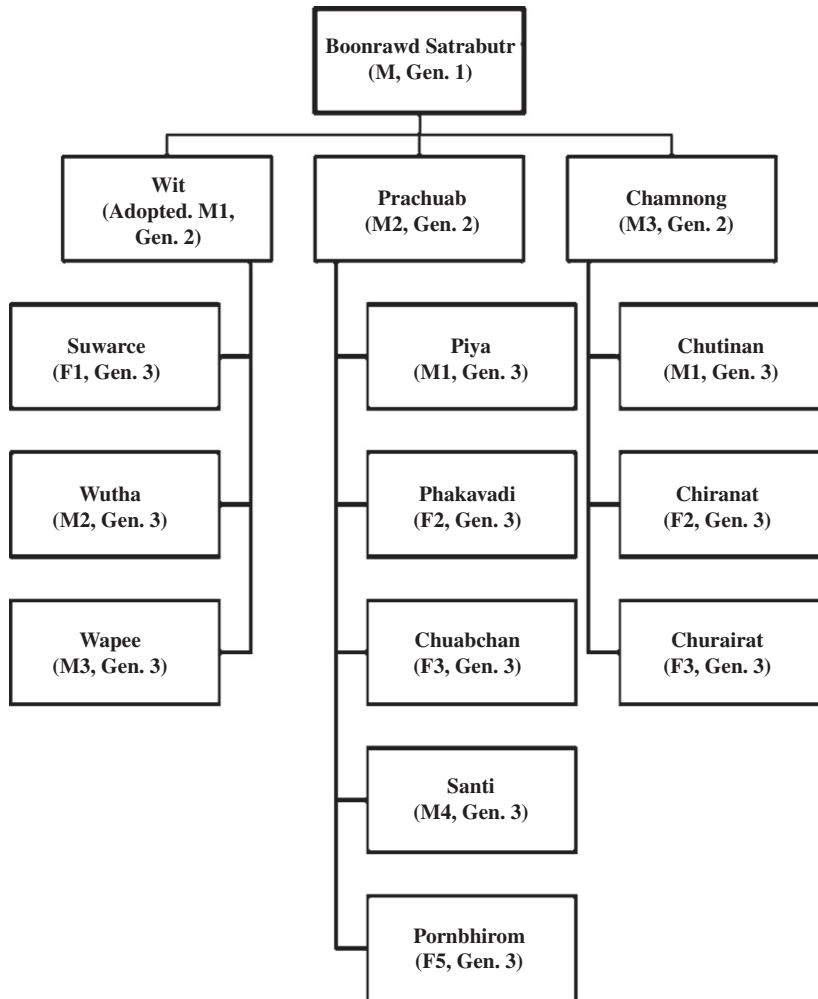 Boonrawd Satrabutr
(M, Gen. 1)
Wit
(Adopted. M1,
Gen. 2)
Prachuab
(M2, Gen. 2)
Chamnong
(M3, Gen. 2)
Suwarce
(F1, Gen. 3)
Piya
(M1, Gen. 3)
Chutinan
(M1, Gen. 3)
Wutha
(M2, Gen. 3)
Phakavadi
(F2, Gen. 3)
Chiranat
(F2, Gen. 3)
Wapee
(M3, Gen. 3)
Chuabchan
(F3, Gen. 3)
Churairat
(F3, Gen. 3)
Santi
(M4, Gen. 3)
Pornbhirom
(F5, Gen. 3)